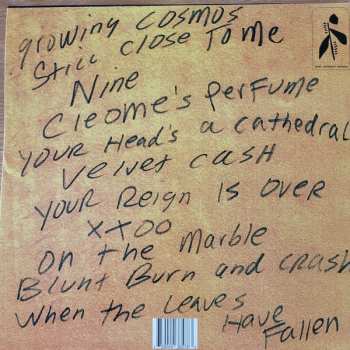 growing cosmos
Still close to me
Nine
Cleome's perfume
YOUR Head's a cathedral
Velvet cash
YOUR Reign Is Over
XXOO
On the Marble
Blunt Burn and crash
When the Leaves
Have Fallen